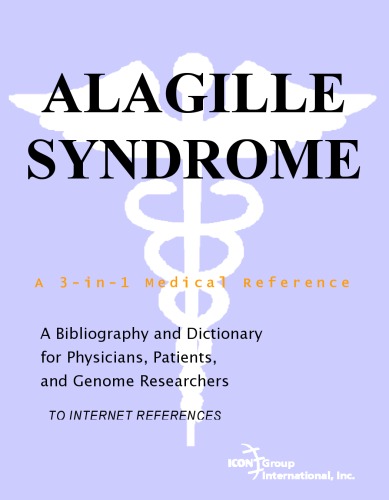 ALAGILLE
SYNDROME
A 3-in-1 Medical Reference
A Bibliography and Dictionary
for Physicians, Patients,
and Genome Researchers
TO INTERNET REFERENCES
ICON Group
International, Inc.